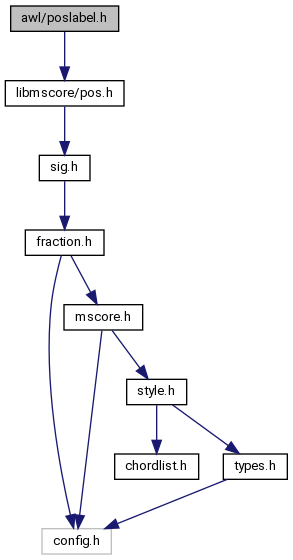 awl/poslabel.h
libmscore/pos.h
sig.h
fraction.h
mscore.h
style.h
chordlist.h
types.h
config.h